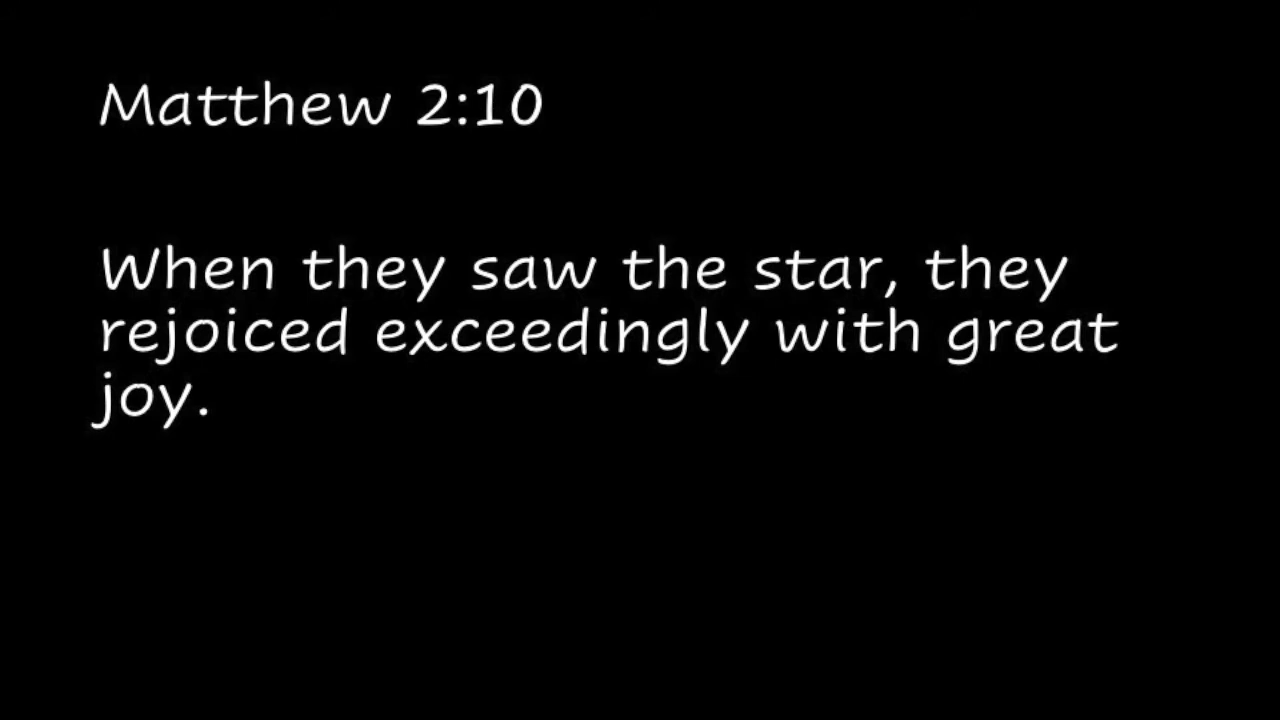 Matthew 2:10
When they saw the star, they
rejoiced exceedingly with great
joy.